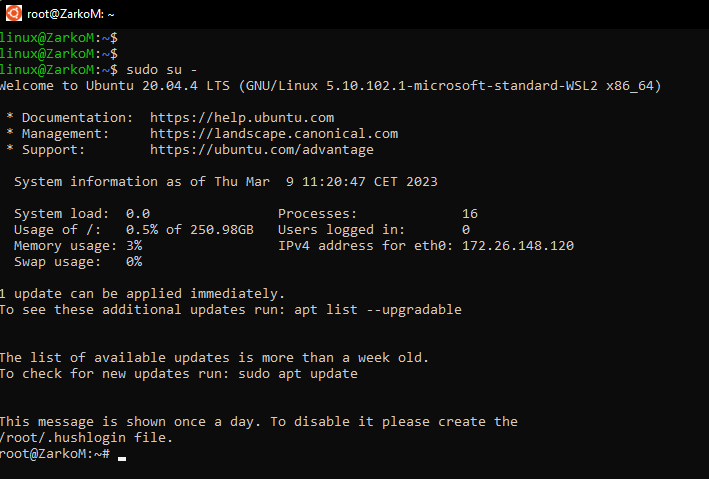 root@ZarkoM: ~
linux@ZarkoM:~$
linux@ZarkoM:~$
linux@ZarkoM:~$ sudo su -
Welcome to Ubuntu 20.04.4 LTS (GNU/Linux 5.10.102.1-microsoft-standard-WSL2 x86_64)

 * Documentation:  https://help.ubuntu.com
 * Management:     https://landscape.canonical.com
 * Support:        https://ubuntu.com/advantage

  System information as of Thu Mar  9 11:20:47 CET 2023

  System load:  0.0                Processes:             16
  Usage of /:   0.5% of 250.98GB   Users logged in:       0
  Memory usage: 3%                 IPv4 address for eth0: 172.26.148.120
  Swap usage:   0%

1 update can be applied immediately.
To see these additional updates run: apt list --upgradable


The list of available updates is more than a week old.
To check for new updates run: sudo apt update


This message is shown once a day. To disable it please create the
/root/.hushlogin file.
root@ZarkoM:~#